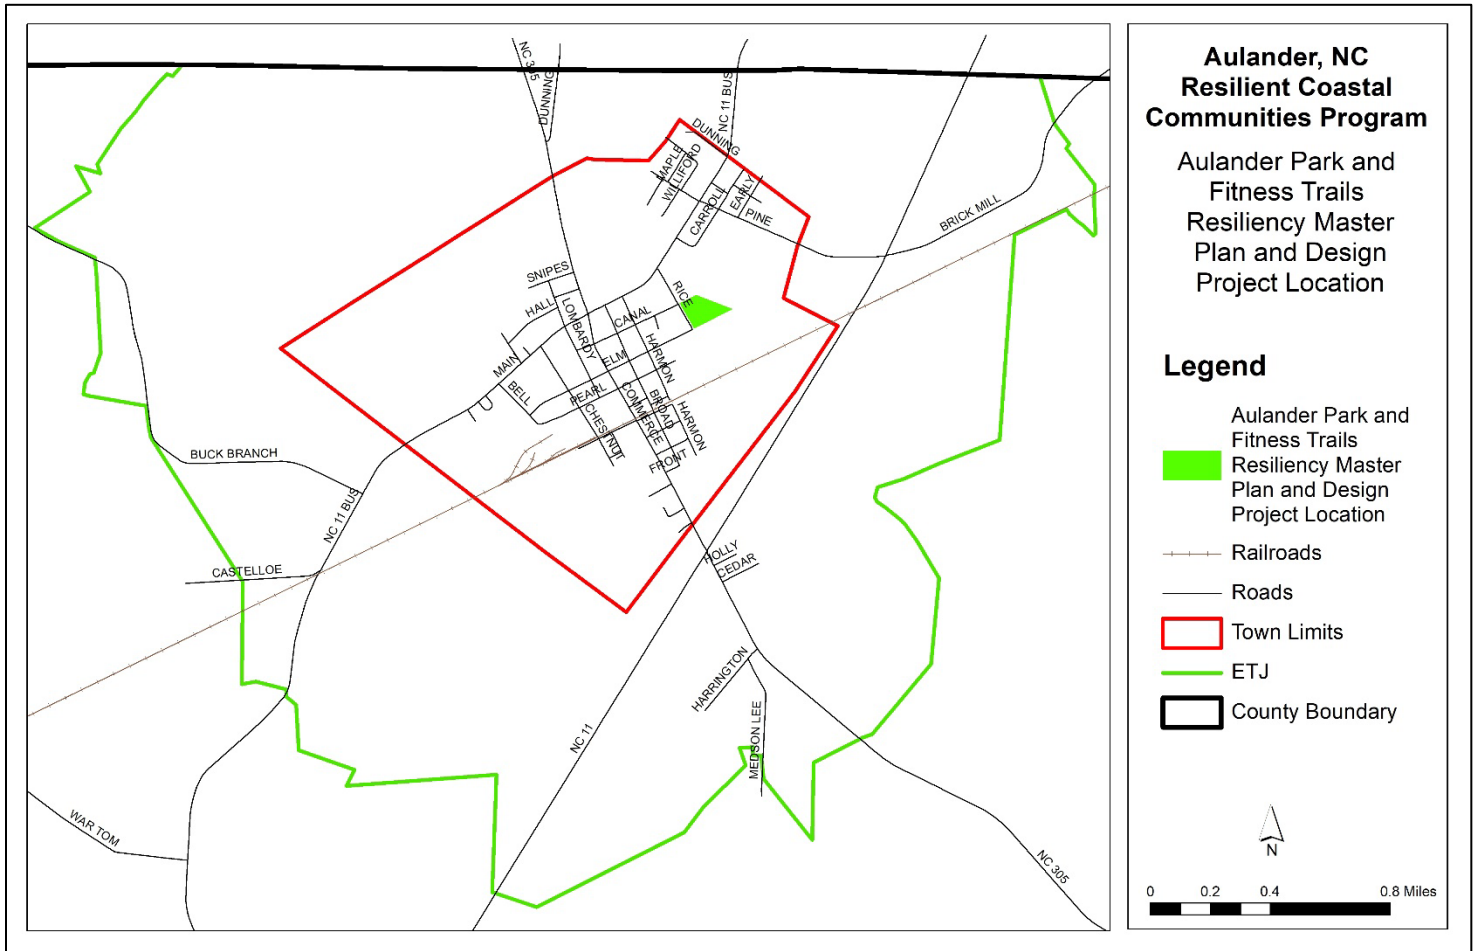 Aulander, NC
Resilient Coastal
Communities Program
Aulander Park and
Fitness Trails
Resiliency Master
Plan and Design
Project Location
Legend
Aulander Park and
Fitness Trails
Resiliency Master
Plan and Design
Project Location
Railroads
Roads
Town Limits
ETJ
County Boundary
N
0 0.2 0.4 0.8 Miles
NC 305
DUNNING
NC 11 BUS
DUNNING
MAPLE
WILLIFORD
CARROLL
EARLY
PINE
BRICK MILL
SNIPES
HALL
LOMBARDY
CANAL
RICE
MAIN
BELL
ELM
HARMON
PEARL
CHESTNUT
COMMERCE
BROAD
HARMON
FRONT
BUCK BRANCH
NC 11 BUS
CASTELLOE
HOLLY
CEDAR
HARRINGTON
MEDSON LEE
NC 11
WAR TOM
NC 305